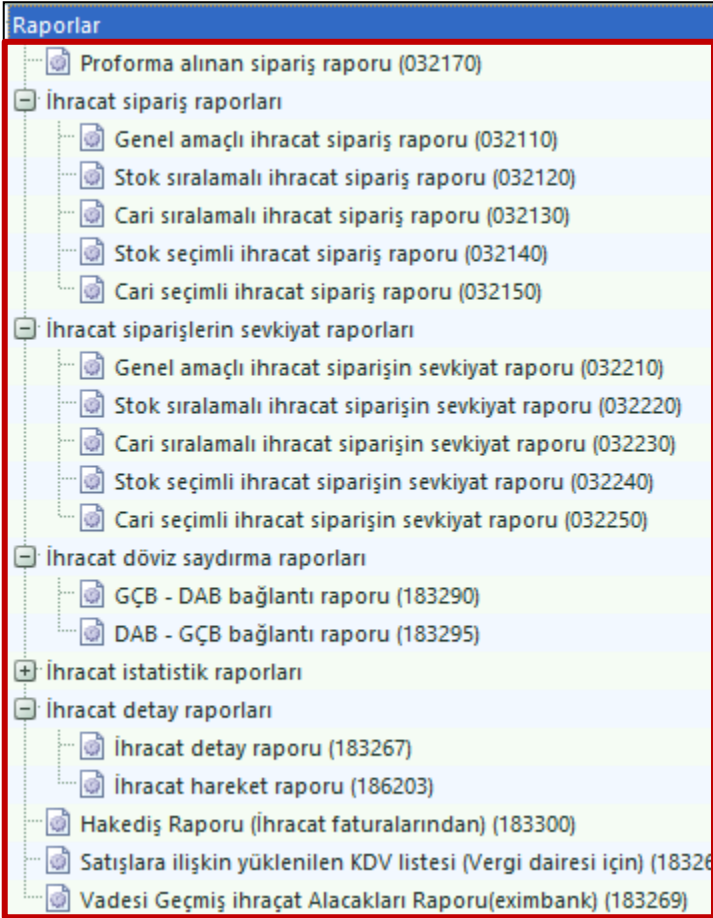 Raporlar
Proforma alınan sipariş raporu (032170)
İhracat sipariş raporları
Genel amaçlı ihracat sipariş raporu (032110)
Stok sıralamalı ihracat sipariş raporu (032120)
Cari sıralamalı ihracat sipariş raporu (032130)
Stok seçimli ihracat sipariş raporu (032140)
Cari seçimli ihracat sipariş raporu (032150)
İhracat siparişlerin sevkiyat raporları
Genel amaçlı ihracat siparişin sevkiyat raporu (032210)
Stok sıralamalı ihracat siparişin sevkiyat raporu (032220)
Cari sıralamalı ihracat siparişin sevkiyat raporu (032230)
Stok seçimli ihracat siparişin sevkiyat raporu (032240)
Cari seçimli ihracat siparişin sevkiyat raporu (032250)
İhracat döviz saydırma raporları
GÇB - DAB bağlantı raporu (183290)
DAB - GÇB bağlantı raporu (183295)
İhracat istatistik raporları
İhracat detay raporları
İhracat detay raporu (183267)
İhracat hareket raporu (186203)
Hakediş Raporu (İhracat faturalarından) (183300)
Satışlara ilişkin yüklenilen KDV listesi (Vergi dairesi için) (18326
Vadesi Geçmiş ihraçat Alacakları Raporu(eximbank) (183269)